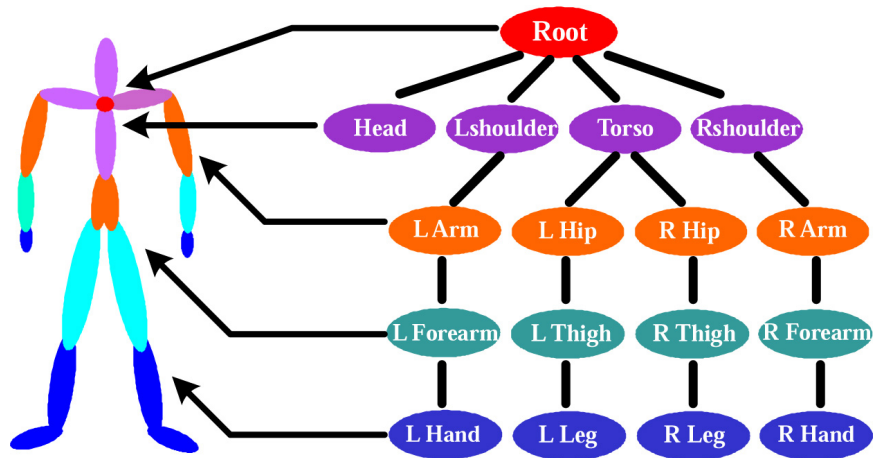 Root
Head Lshoulder Torso Rshoulder
L Arm L Hip R Hip R Arm
L Forearm L Thigh R Thigh R Forearm
L Hand L Leg R Leg R Hand